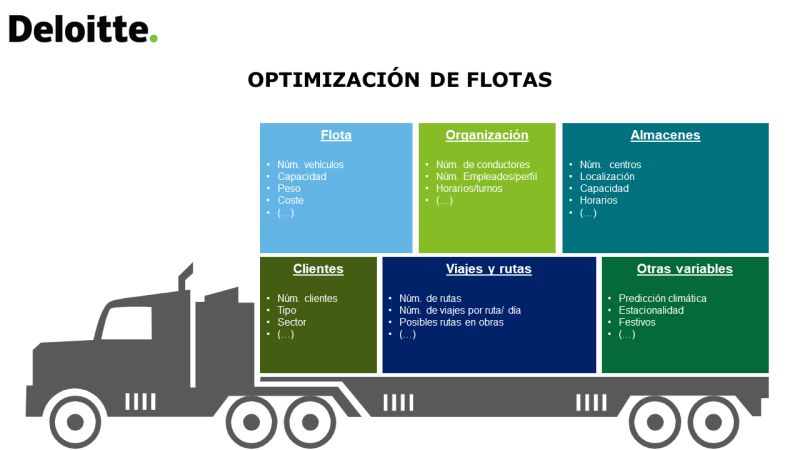 Deloitte.
OPTIMIZACIÓN DE FLOTAS
Flota
• Núm. vehículos
• Capacidad
• Peso
• Coste
• (…)
Organización
• Núm. de conductores
• Núm. Empleados/perfil
• Horarios/turnos
• (…)
Almacenes
• Núm. centros
• Localización
• Capacidad
• Horarios
• (…)
Clientes
• Núm. clientes
• Tipo
• Sector
• (…)
Viajes y rutas
• Núm. de rutas
• Núm. de viajes por ruta/ día
• Posibles rutas en obras
• (…)
Otras variables
• Predicción climática
• Estacionalidad
• Festivos
• (…)